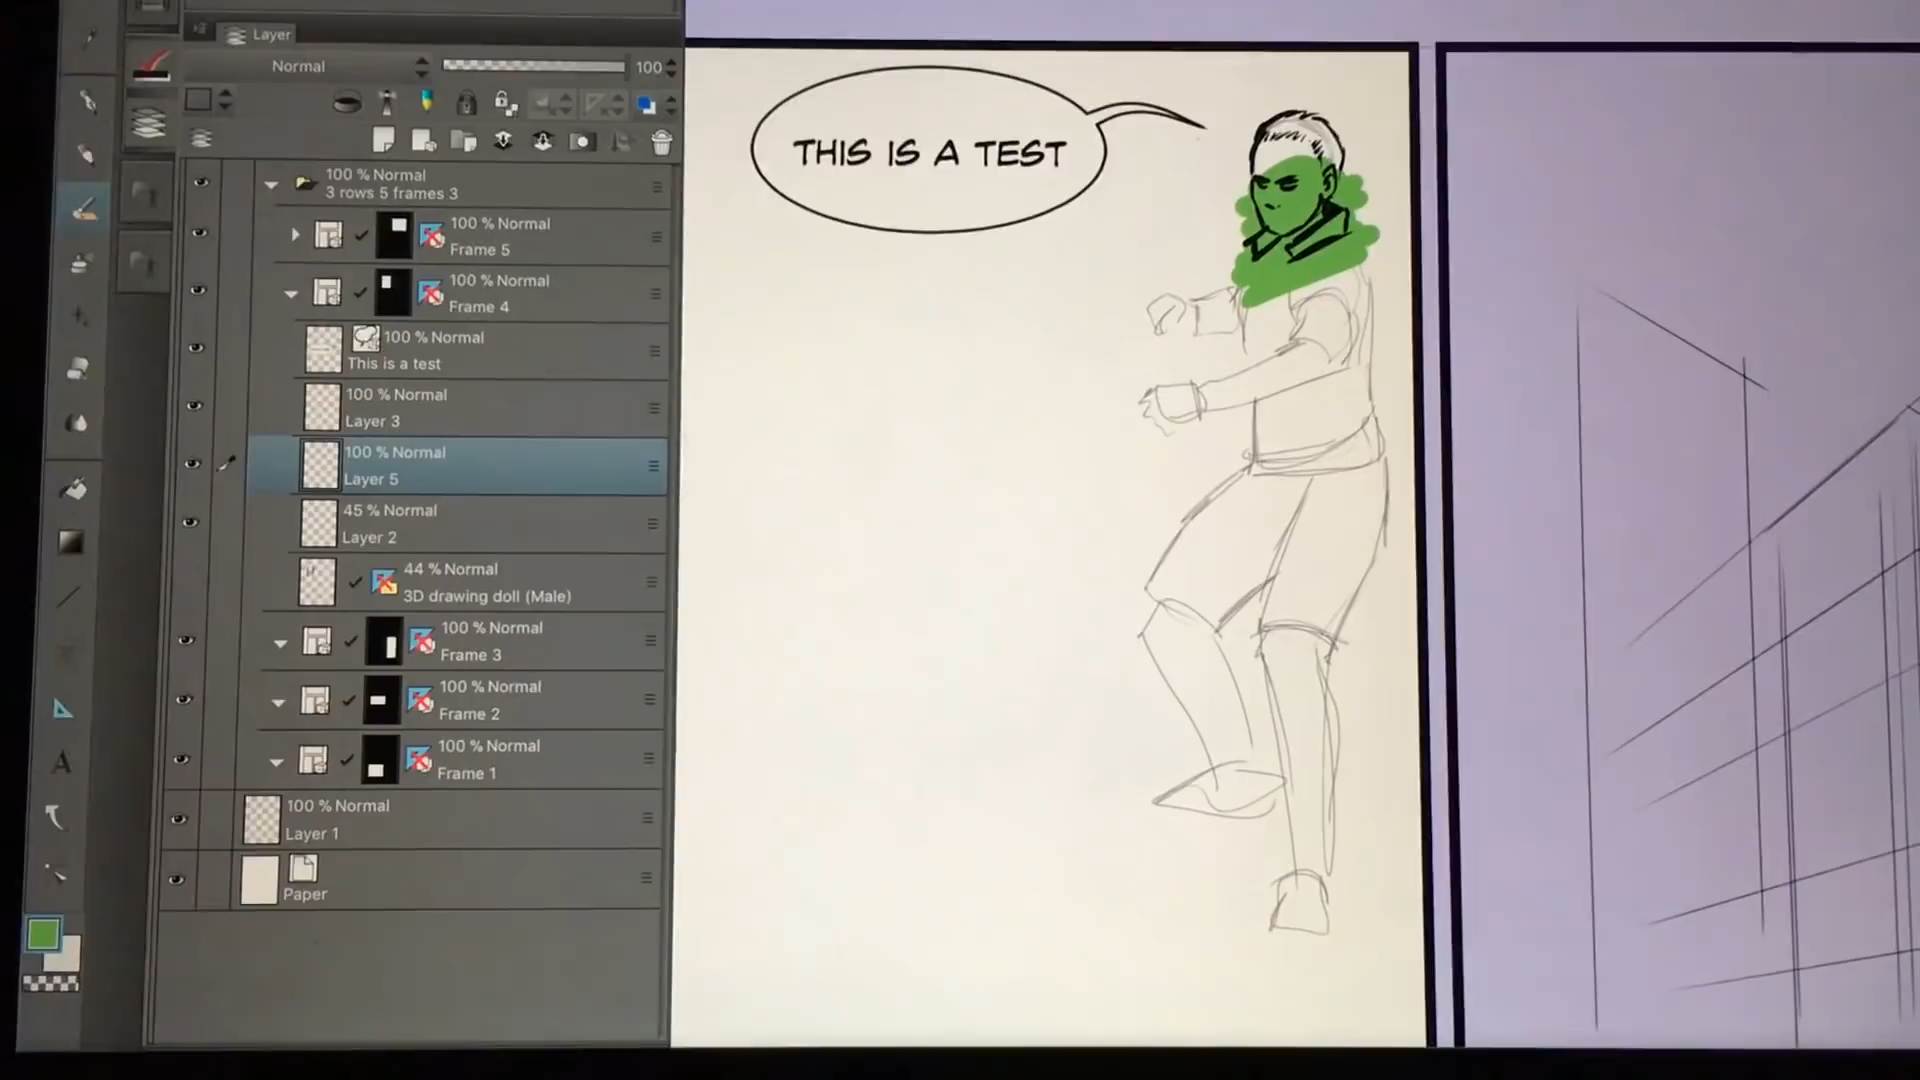 Layer
Normal
100
100 % Normal
3 rows 5 frames 3
100 % Normal
Frame 5
100 % Normal
Frame 4
100 % Normal
This is a test
100 % Normal
Layer 3
100 % Normal
Layer 5
45 % Normal
Layer 2
44 % Normal
3D drawing doll (Male)
100 % Normal
Frame 3
100 % Normal
Frame 2
100 % Normal
Frame 1
100 % Normal
Layer 1
Paper
A
THIS IS A TEST